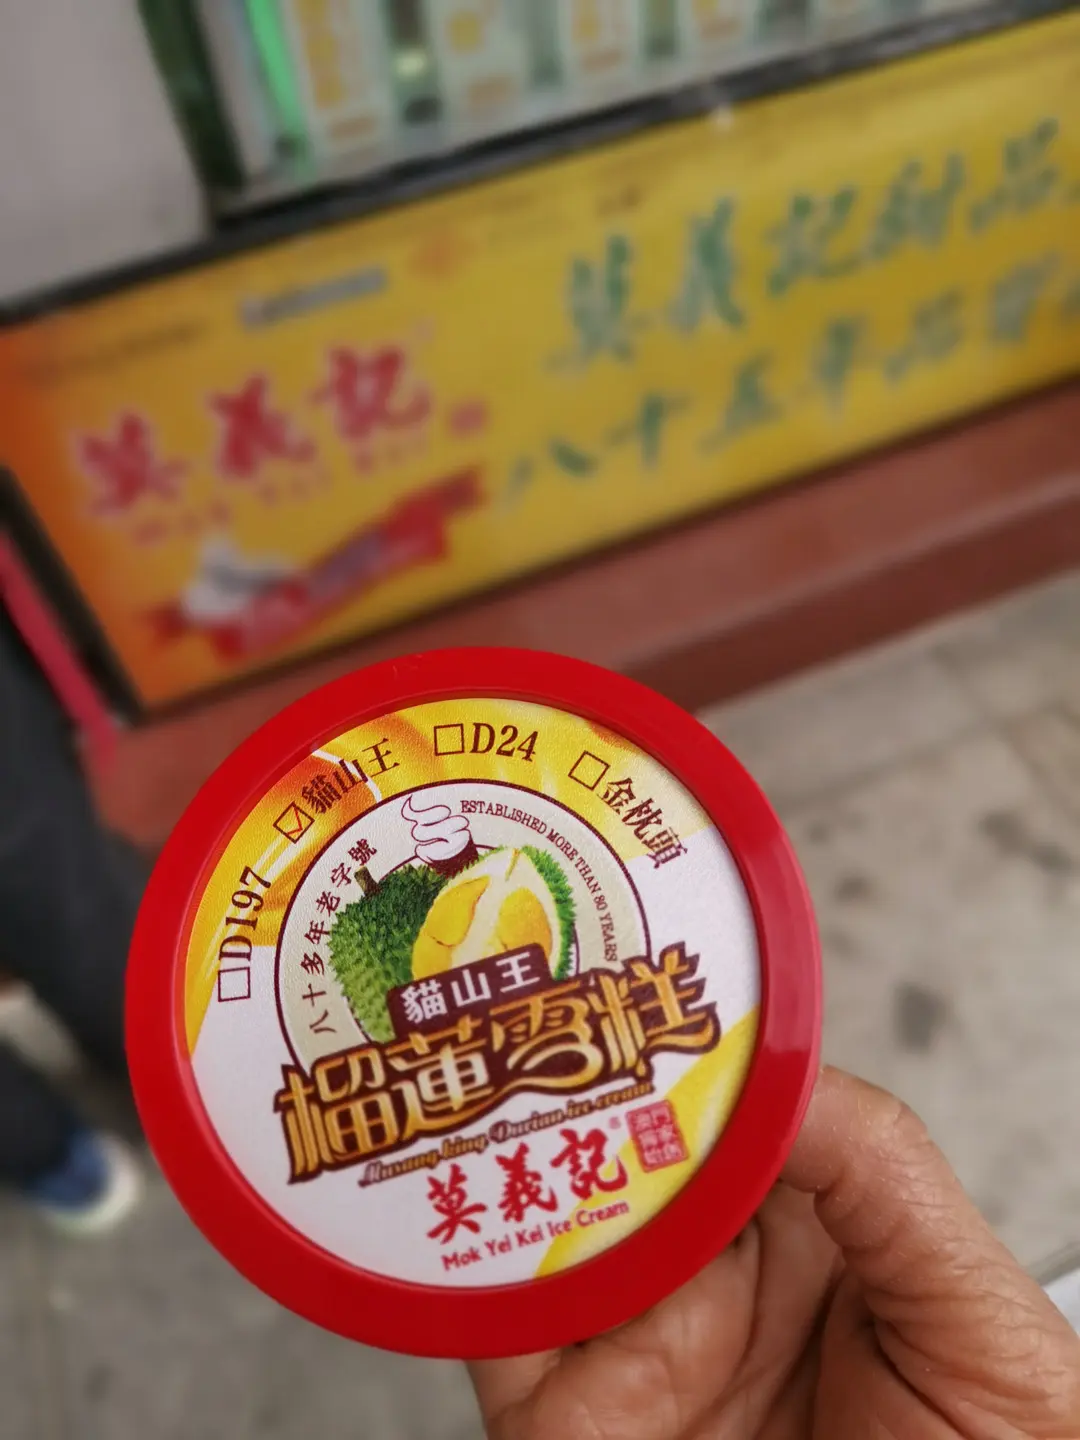 莫義記甜品
八十五年品
莫義記
☐D197
☑貓山王
☐D24
☐金枕頭
八十多年老字號
ESTABLISHED MORE THAN 80 YEARS
貓山王
榴蓮雪糕
Musang king Durian ice cream
莫義記
Mok Yei Kei Ice Cream